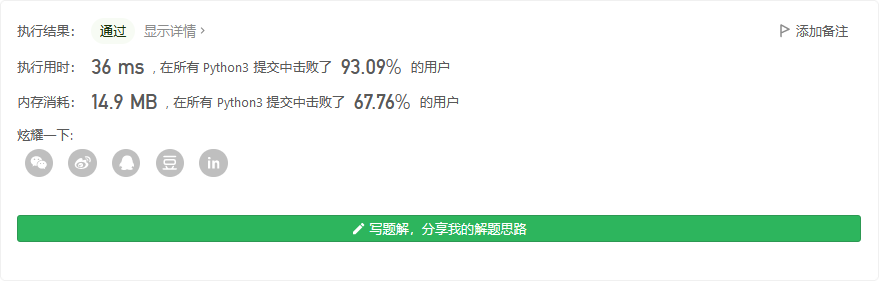 执行结果： 通过 显示详情 › 添加备注
执行用时： 36 ms , 在所有 Python3 提交中击败了 93.09% 的用户
内存消耗： 14.9 MB , 在所有 Python3 提交中击败了 67.76% 的用户
炫耀一下:
豆 in
写题解，分享我的解题思路